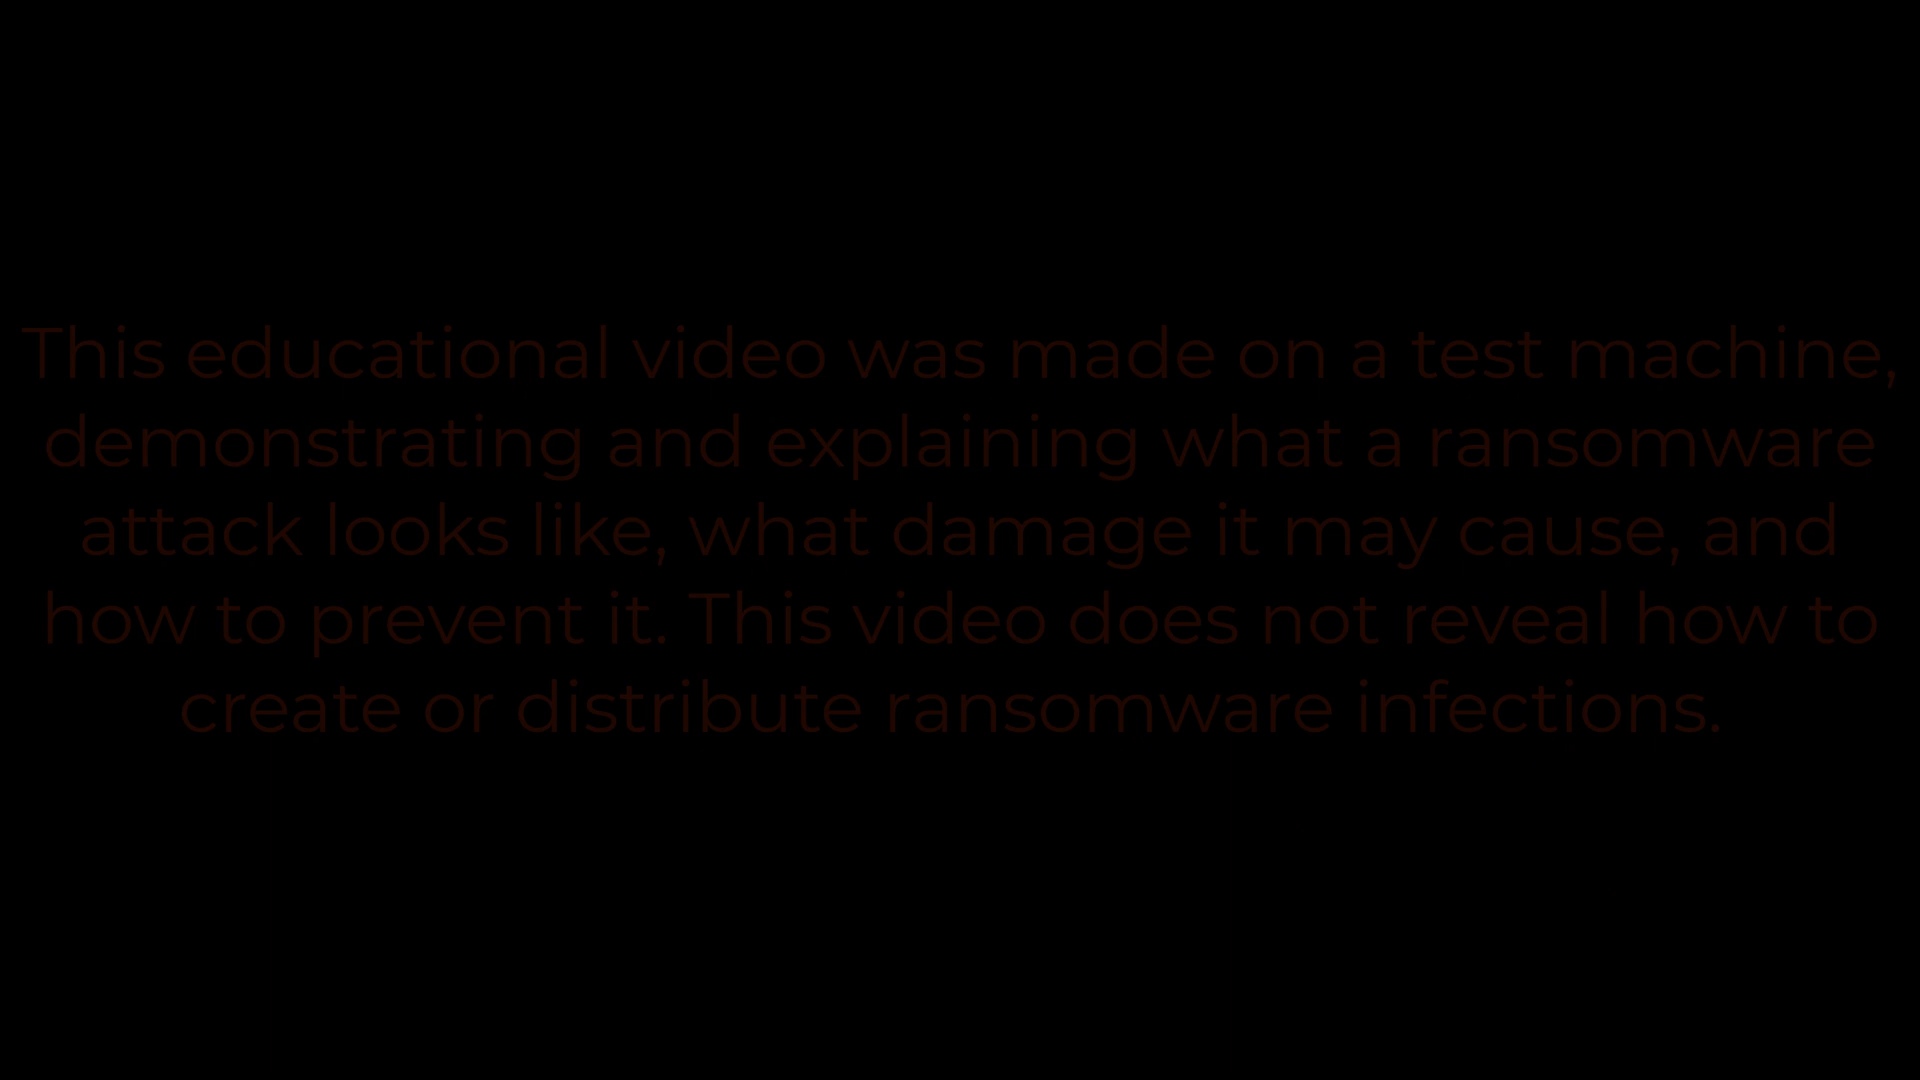 This educational video was made on a test machine,
demonstrating and explaining what a ransomware
attack looks like, what damage it may cause, and
how to prevent it. This video does not reveal how to
create or distribute ransomware infections.